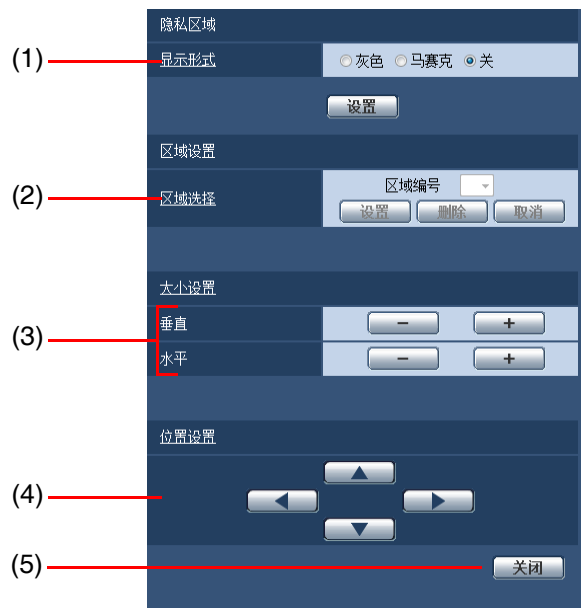 隐私区域
(1) 显示形式 灰色 马赛克 关
设置
区域设置
(2) 区域选择 区域编号
设置 删除 取消
大小设置
(3) 垂直 − +
水平 − +
位置设置
(4)
(5) 关闭